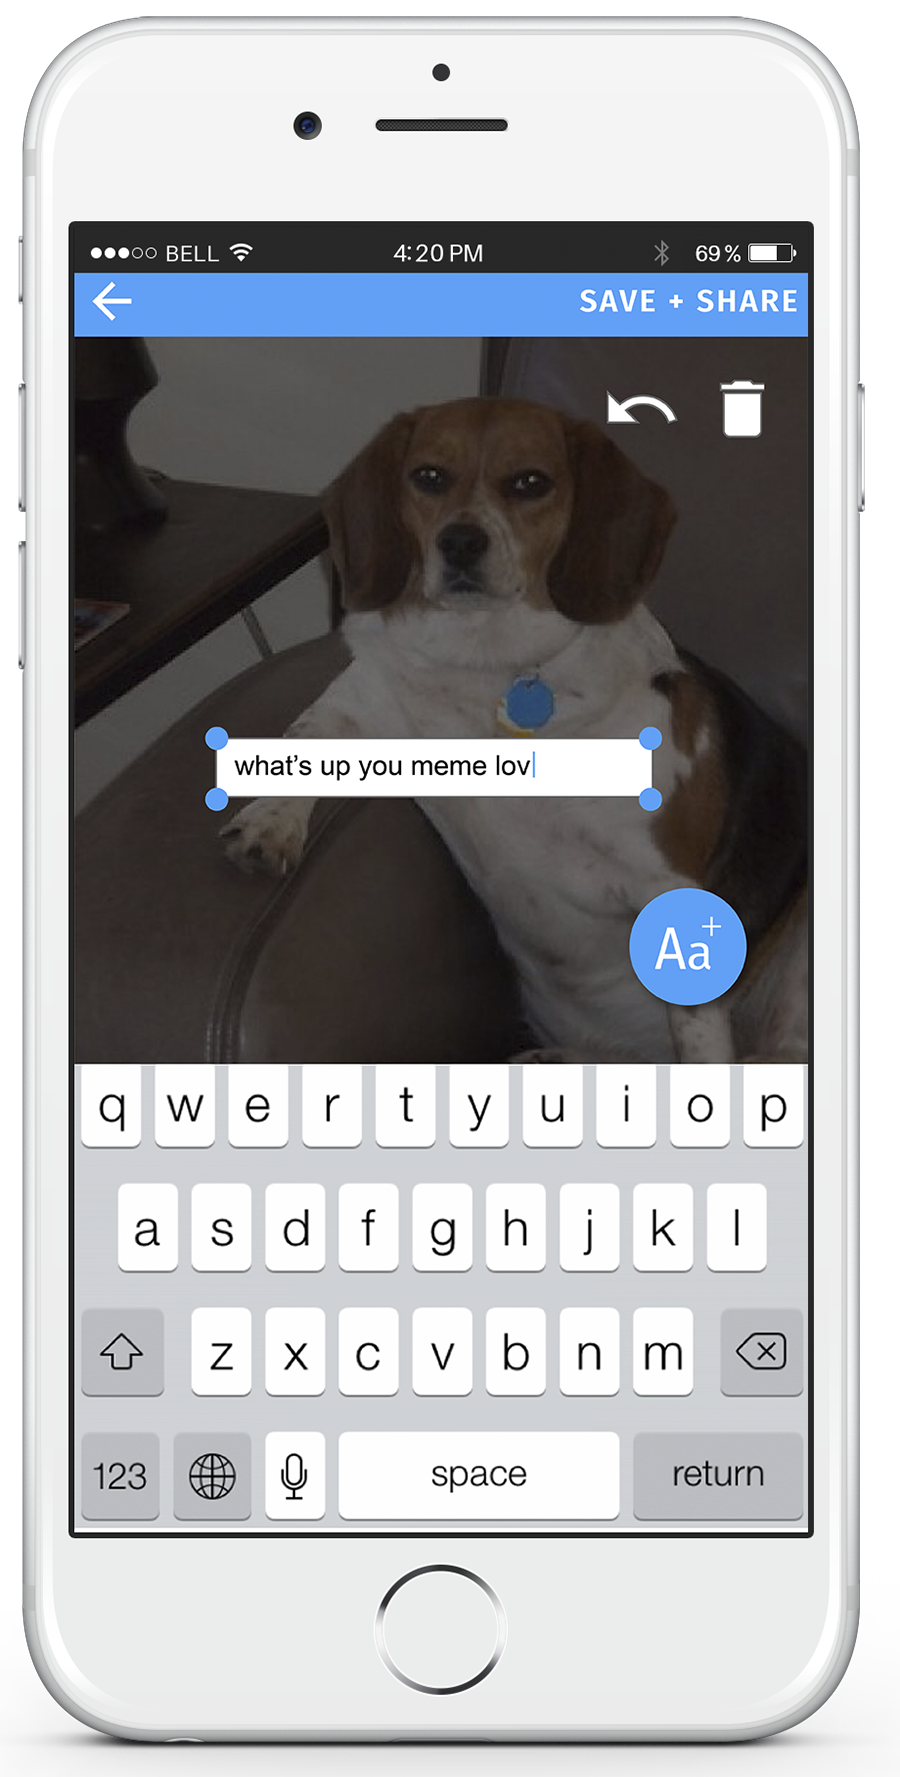 BELL 4:20 PM 69%
SAVE + SHARE
what’s up you meme lov
Aa+
q w e r t y u i o p
a s d f g h j k l
z x c v b n m
123 space return